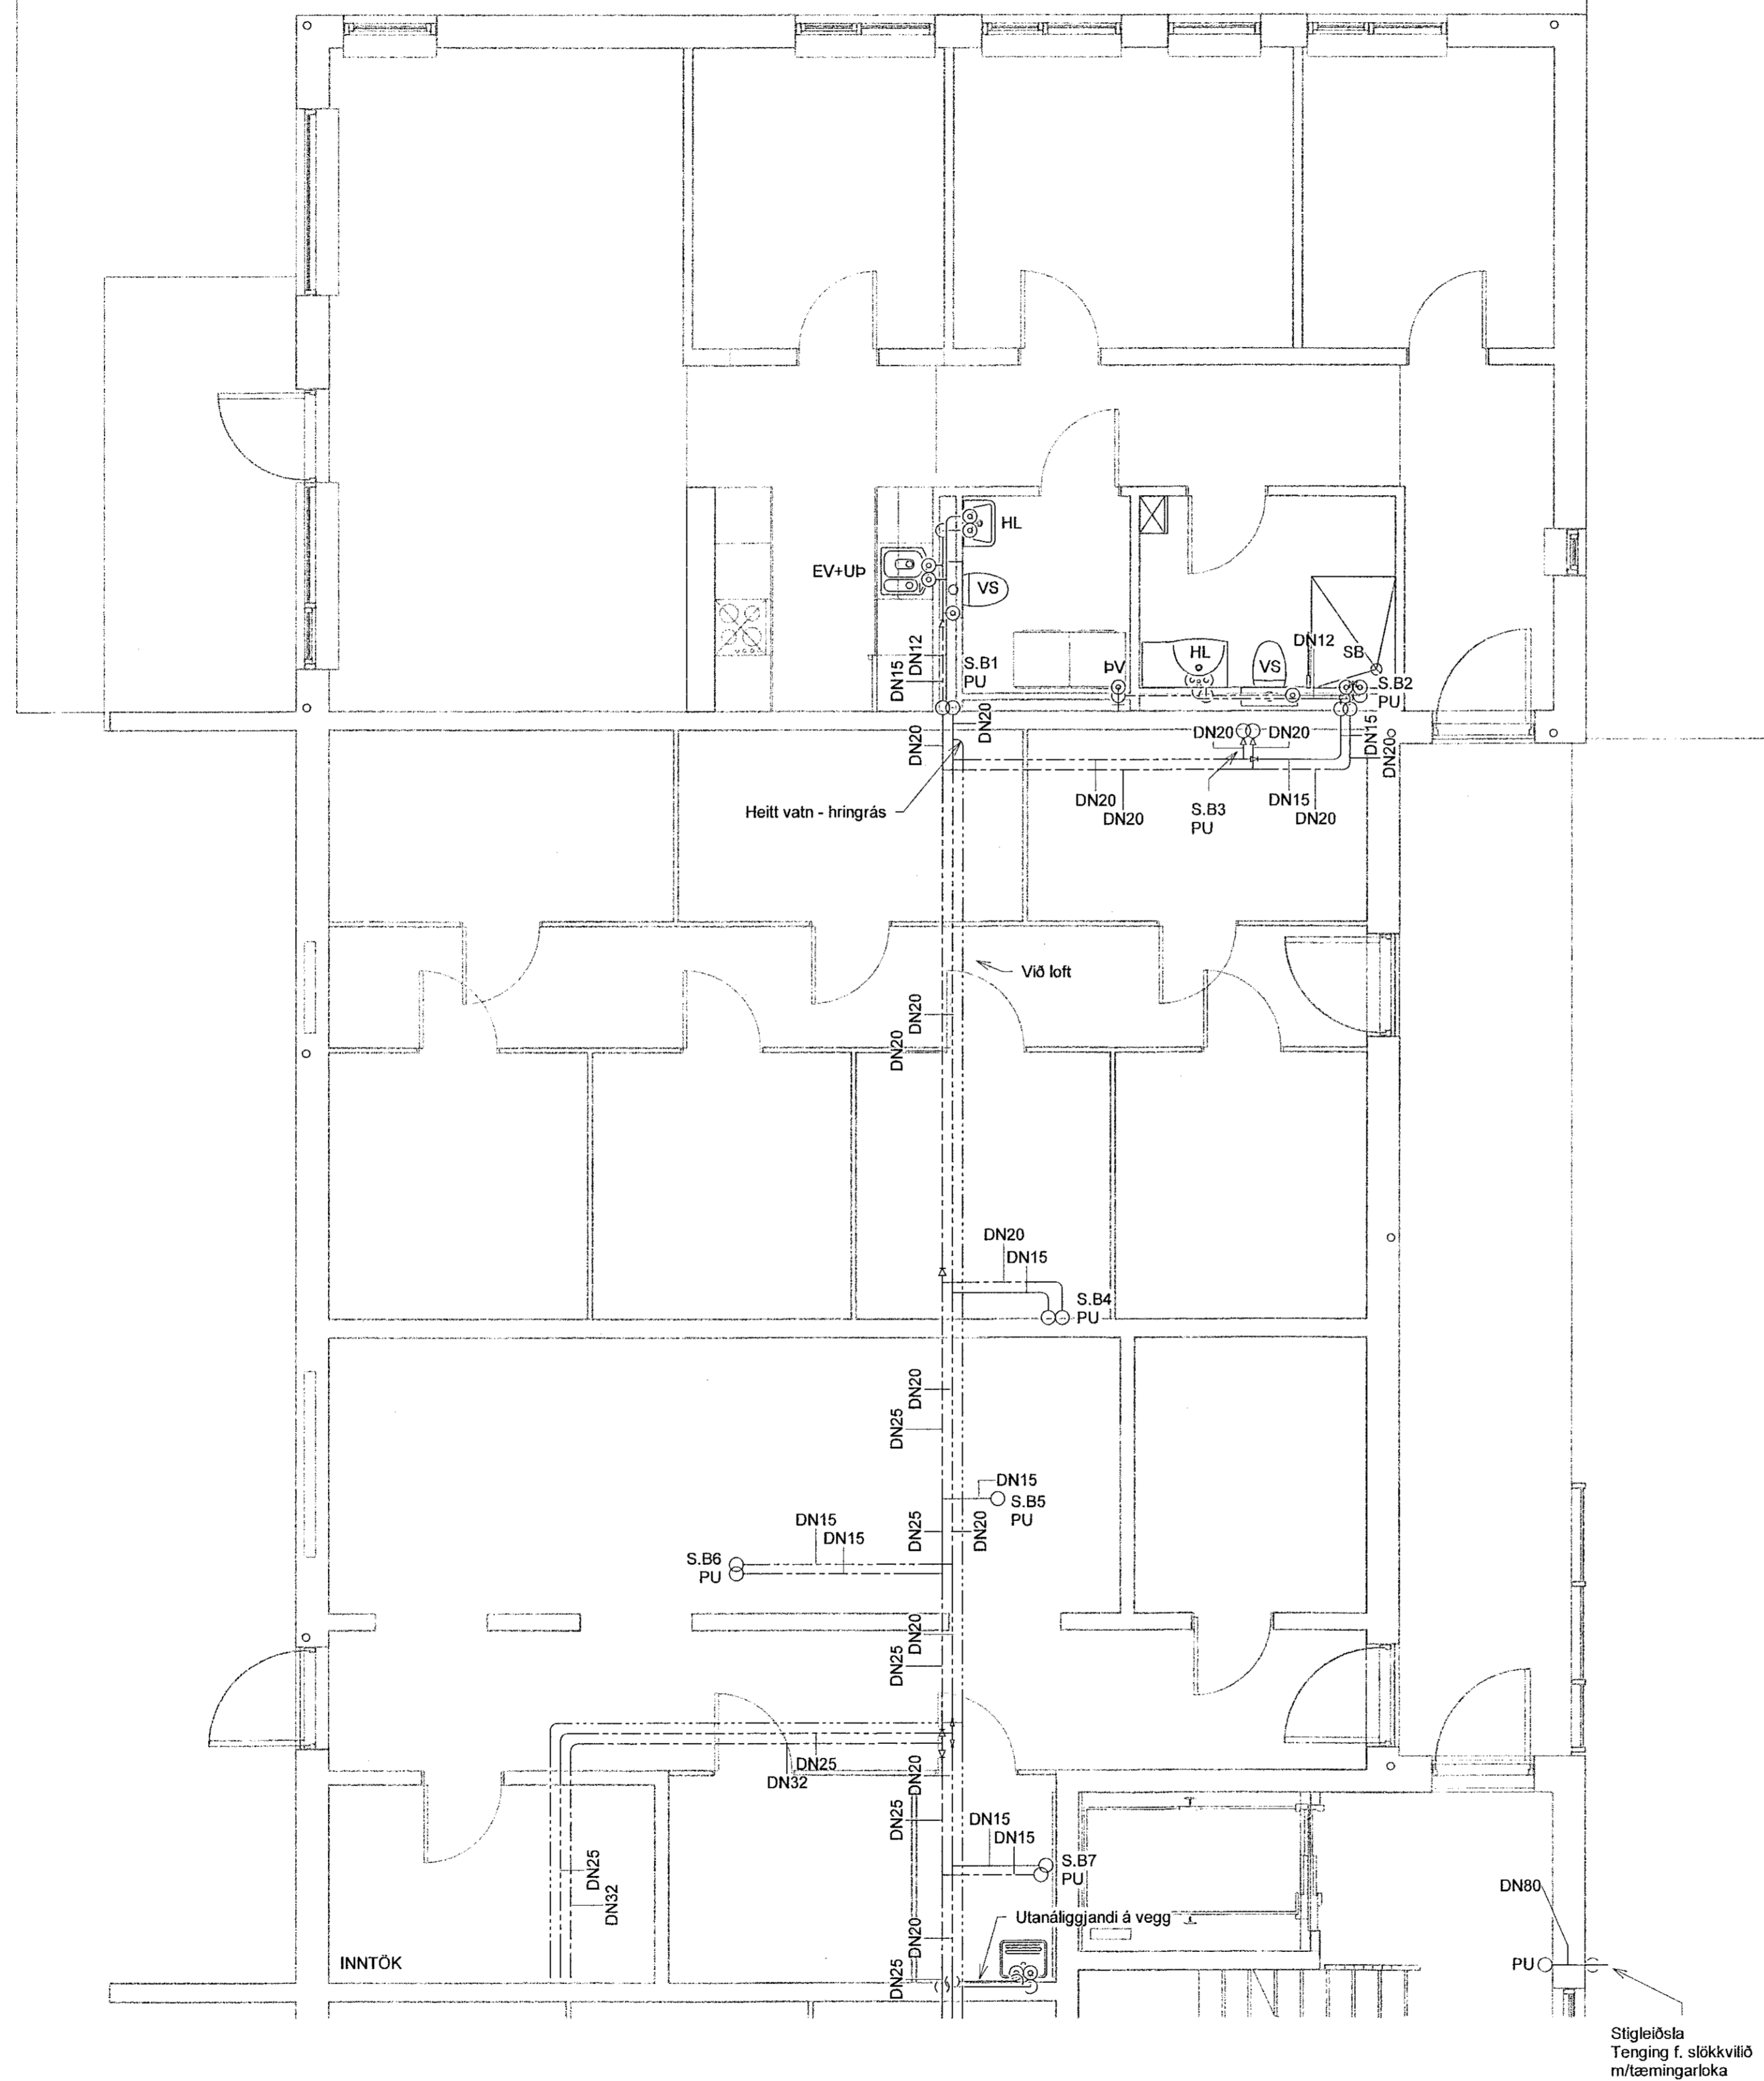 HL
EV+UÞ
VS
DN12
DN15
S.B1
PU
ÞV
HL
VS
DN12
SB
S.B2
PU
DN20
DN20
DN20
DN20
DN15
DN20
Heitt vatn - hringrás
DN20
DN20
S.B3
PU
DN15
DN20
Við loft
DN20
DN20
DN20
DN15
S.B4
PU
DN20
DN25
DN15
S.B5
PU
DN15
DN15
DN25
DN20
S.B6
PU
DN20
DN25
DN25
DN32
DN20
DN25
DN15
DN15
S.B7
PU
DN25
DN32
DN80
Utanáliggjandi á vegg
DN20
INNTÖK
DN25
PU
Stigleiðsla
Tenging f. slökkvilið
m/tæmingarloka